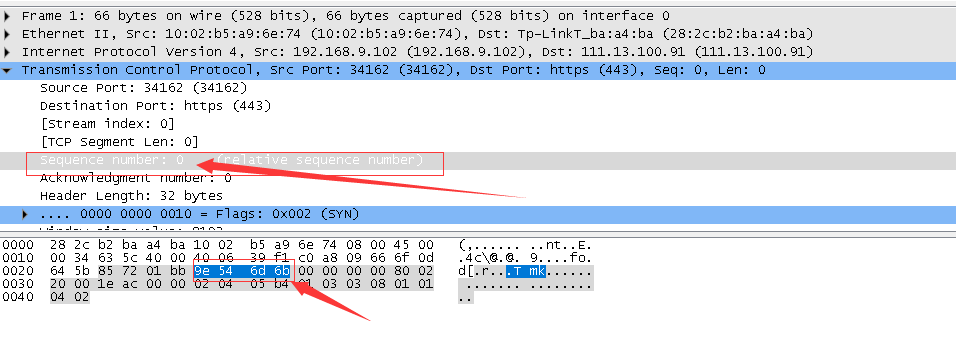 Frame 1: 66 bytes on wire (528 bits), 66 bytes captured (528 bits) on interface 0
Ethernet II, Src: 10:02:b5:a9:6e:74 (10:02:b5:a9:6e:74), Dst: Tp-LinkT_ba:a4:ba (28:2c:b2:ba:a4:ba)
Internet Protocol Version 4, Src: 192.168.9.102 (192.168.9.102), Dst: 111.13.100.91 (111.13.100.91)
Transmission Control Protocol, Src Port: 34162 (34162), Dst Port: https (443), Seq: 0, Len: 0
Source Port: 34162 (34162)
Destination Port: https (443)
[Stream index: 0]
[TCP Segment Len: 0]
Sequence number: 0 (relative sequence number)
Acknowledgment number: 0
Header Length: 32 bytes
.... 0000 0000 0010 = Flags: 0x002 (SYN)
Window size value: 8192
0000 28 2c b2 ba a4 ba 10 02 b5 a9 6e 74 08 00 45 00 (,...... ..nt..E.
0010 00 34 63 5c 40 00 40 06 39 f1 c0 a8 09 66 6f 0d .4c\@.@. 9....fo.
0020 64 5b 85 72 01 bb 9e 54 6d 6b 00 00 00 00 80 02 d[.r...T mk......
0030 20 00 1e ac 00 00 02 04 05 b4 01 03 03 08 01 01 ....... ........
0040 04 02 ..